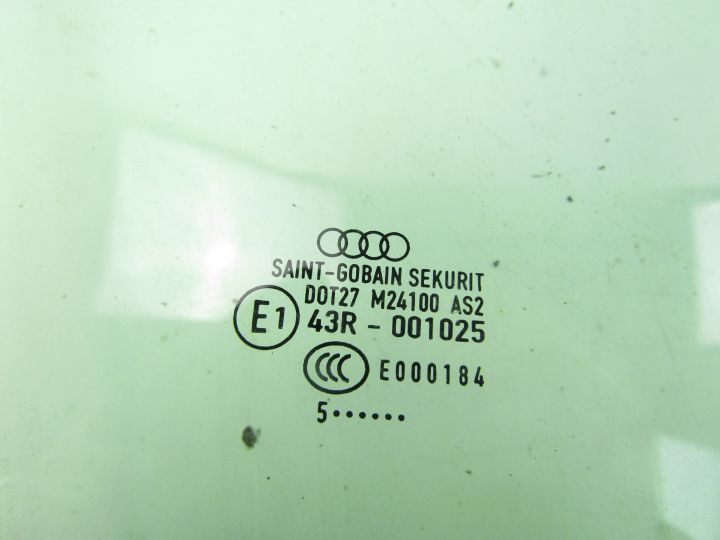 SAINT-GOBAIN SEKURIT
DOT27 M24100 AS2
E1 43R - 001025
CCC E000184
5••••••